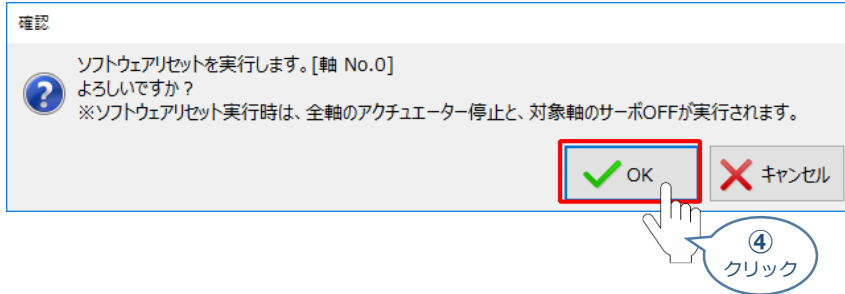 確認
ソフトウェアリセットを実行します。[軸 No.0]
よろしいですか？
※ソフトウェアリセット実行時は、全軸のアクチュエーター停止と、対象軸のサーボOFFが実行されます。
OK
キャンセル
④
クリック